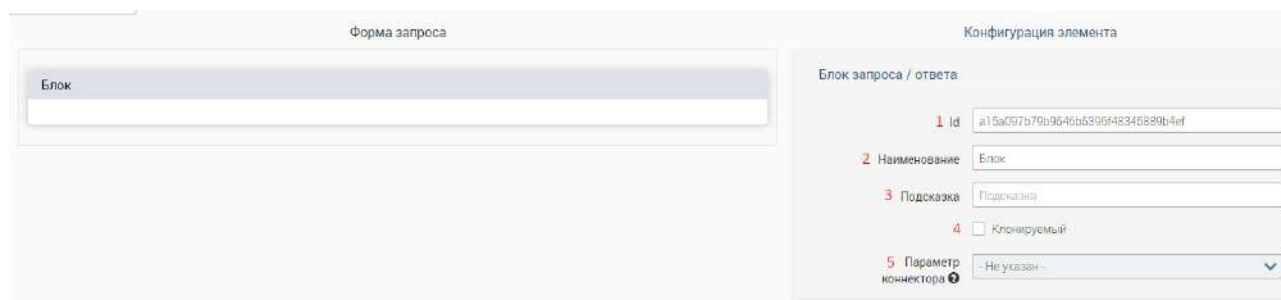 Форма запроса
Конфигурация элемента
Блок
Блок запроса / ответа
1 Id a15a097b79b9546b5396f48345889b4ef
2 Наименование Блок
3 Подсказка Подсказка
4 Клонируемый
5 Параметр коннектора - Не указан -